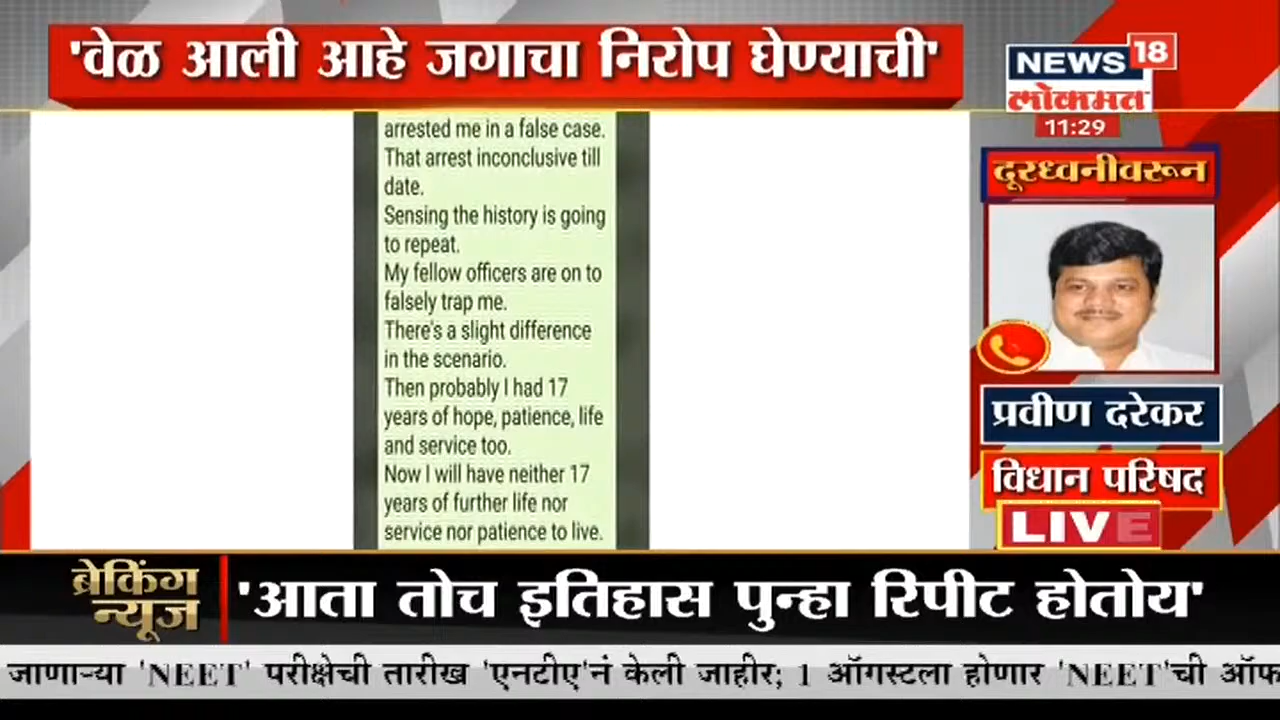 'वेळ आली आहे जगाचा निरोप घेण्याची'
NEWS 18
लोकमत
11:29
arrested me in a false case.
That arrest inconclusive till
date.
Sensing the history is going
to repeat.
My fellow officers are on to
falsely trap me.
There's a slight difference
in the scenario.
Then probably I had 17
years of hope, patience, life
and service too.
Now I will have neither 17
years of further life nor
service nor patience to live.
दूरध्वनीवरून
प्रवीण दरेकर
विधान परिषद
LIVE
ब्रेकिंग
न्यूज
'आता तोच इतिहास पुन्हा रिपीट होतोय'
जाणाऱ्या 'NEET' परीक्षेची तारीख 'एनटीए'नं केली जाहीर; 1 ऑगस्टला होणार 'NEET'ची ऑफ